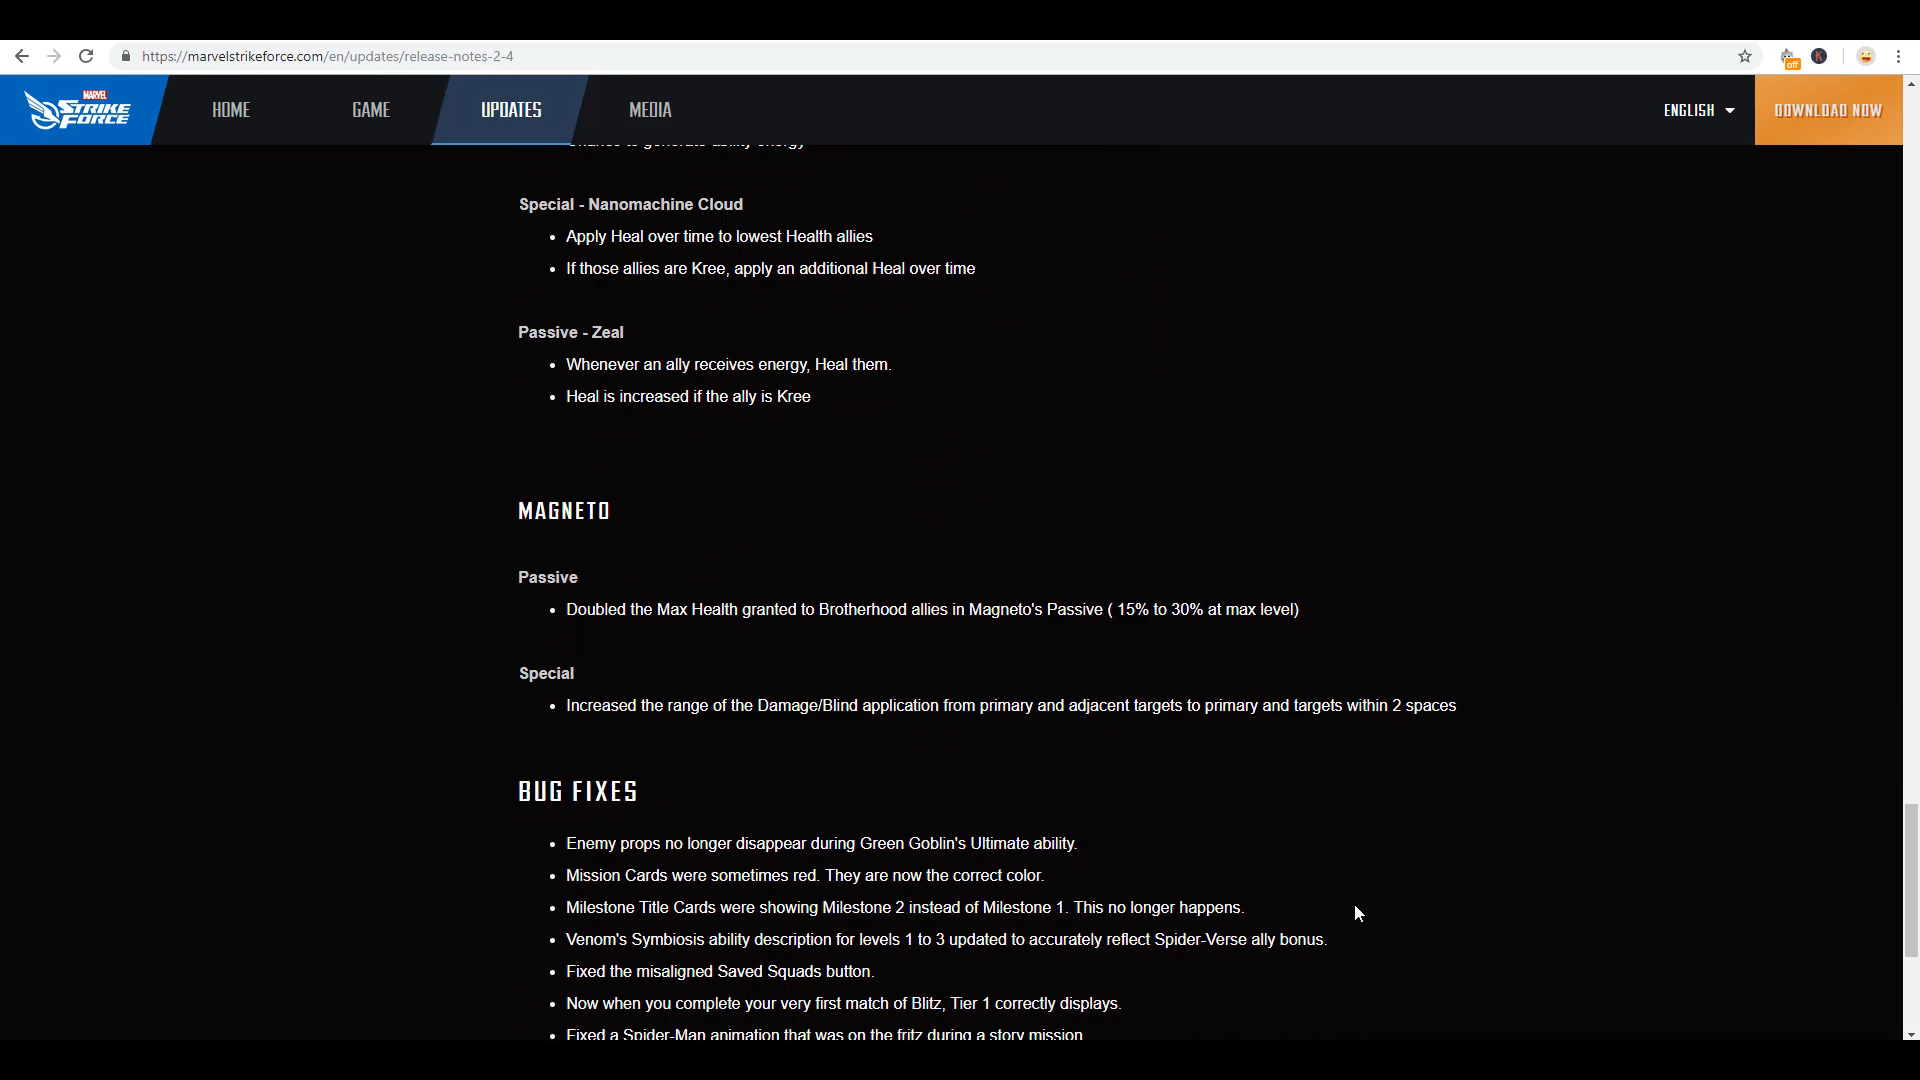 https://marvelstrikeforce.com/en/updates/release-notes-2-4
off
K
MARVEL
STRIKE
FORCE
HOME
GAME
UPDATES
MEDIA
ENGLISH
DOWNLOAD NOW
Chance to generate ability energy
Special - Nanomachine Cloud
• Apply Heal over time to lowest Health allies
• If those allies are Kree, apply an additional Heal over time
Passive - Zeal
• Whenever an ally receives energy, Heal them.
• Heal is increased if the ally is Kree
MAGNETO
Passive
• Doubled the Max Health granted to Brotherhood allies in Magneto's Passive ( 15% to 30% at max level)
Special
• Increased the range of the Damage/Blind application from primary and adjacent targets to primary and targets within 2 spaces
BUG FIXES
• Enemy props no longer disappear during Green Goblin's Ultimate ability.
• Mission Cards were sometimes red. They are now the correct color.
• Milestone Title Cards were showing Milestone 2 instead of Milestone 1. This no longer happens.
• Venom's Symbiosis ability description for levels 1 to 3 updated to accurately reflect Spider-Verse ally bonus.
• Fixed the misaligned Saved Squads button.
• Now when you complete your very first match of Blitz, Tier 1 correctly displays.
• Fixed a Spider-Man animation that was on the fritz during a story mission